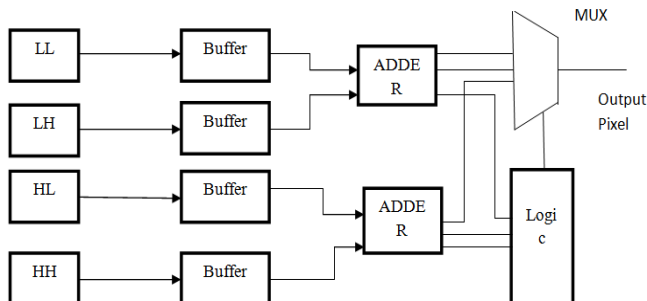 LL
Buffer
ADDE
R
MUX
Output
Pixel
LH
Buffer
HL
Buffer
ADDE
R
Logi
c
HH
Buffer